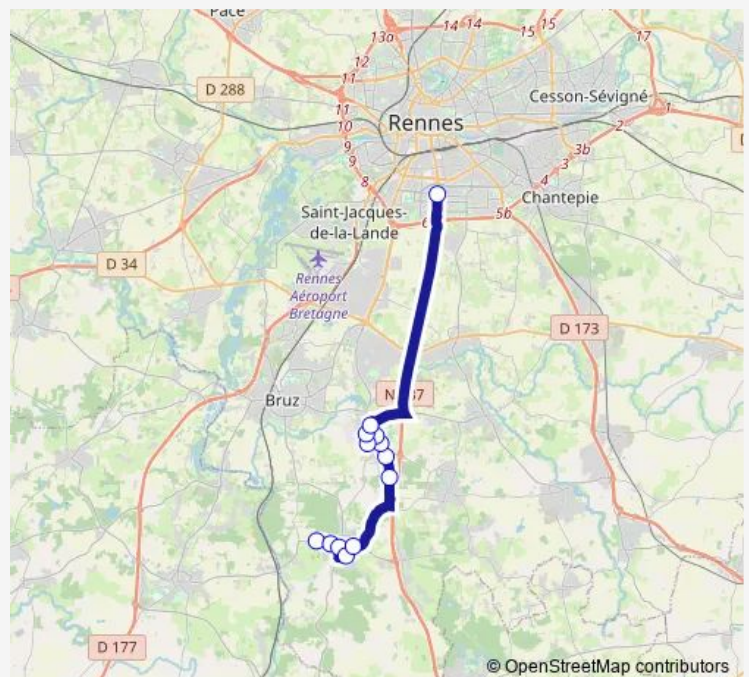 Pacé
13a
14
14
15
15
17
12
11
D 288
11
10
Rennes
Cesson-Sévigné
1
2
9
9
3b
3
8
4
Saint-Jacques-
de-la-Lande
6
5b
Chantepie
D 34
Rennes
Aéroport
Bretagne
D 173
Bruz
D 177
© OpenStreetMap contributors